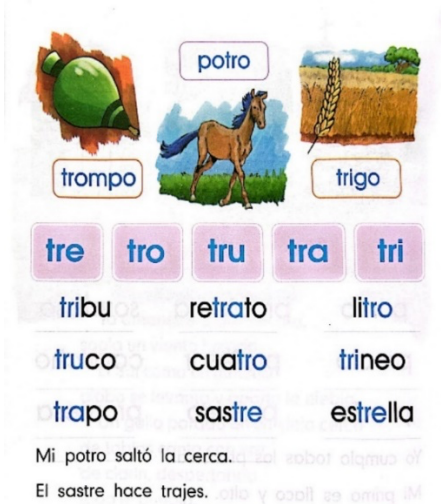 potro
trompo
trigo
tre tro tru tra tri
tribu retrato litro
truco cuatro trineo
trapo sastre estrella
Mi potro saltó la cerca.
El sastre hace trajes.